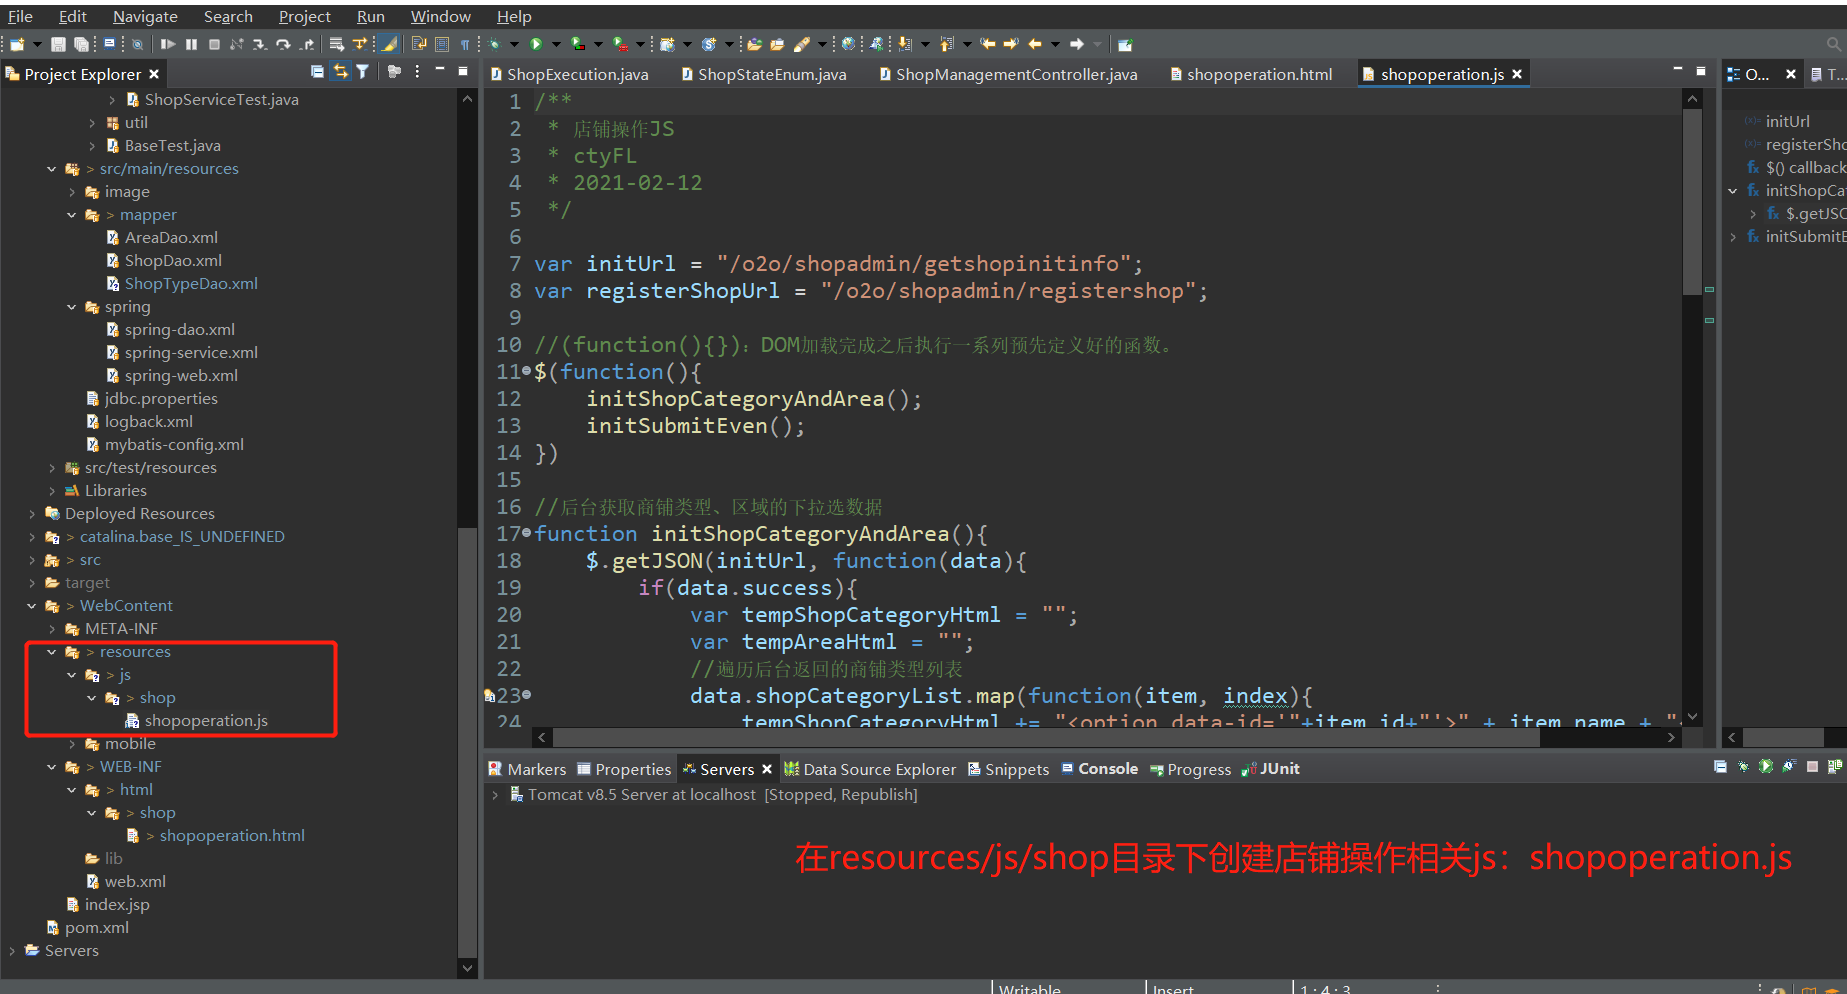 File Edit Navigate Search Project Run Window Help
Project Explorer
ShopExecution.java ShopStateEnum.java ShopManagementController.java shopoperation.html shopoperation.js
O... T...
ShopServiceTest.java
util
BaseTest.java
> src/main/resources
image
> mapper
AreaDao.xml
ShopDao.xml
ShopTypeDao.xml
spring
spring-dao.xml
spring-service.xml
spring-web.xml
jdbc.properties
logback.xml
mybatis-config.xml
src/test/resources
Libraries
Deployed Resources
> catalina.base_IS_UNDEFINED
> src
target
> WebContent
META-INF
> resources
> js
> shop
shopoperation.js
mobile
> WEB-INF
> html
> shop
> shopoperation.html
lib
web.xml
index.jsp
pom.xml
Servers
1 /**
2 * 店铺操作JS
3 * ctyFL
4 * 2021-02-12
5 */
6
7 var initUrl = "/o2o/shopadmin/getshopinitinfo";
8 var registerShopUrl = "/o2o/shopadmin/registershop";
9
10 //(function(){}): DOM加载完成之后执行一系列预先定义好的函数。
11 $(function(){
12 initShopCategoryAndArea();
13 initSubmitEven();
14 })
15
16 //后台获取商铺类型、区域的下拉选数据
17 function initShopCategoryAndArea(){
18 $.getJSON(initUrl, function(data){
19 if(data.success){
20 var tempShopCategoryHtml = "";
21 var tempAreaHtml = "";
22 //遍历后台返回的商铺类型列表
23 data.shopCategoryList.map(function(item, index){
24 tempShopCategoryHtml += "<option data-id='"+item.id+"'>" + item.name + "
initUrl
registerSho
$() callback
initShopCa
$.getJSO
initSubmitE
Markers Properties Servers Data Source Explorer Snippets Console Progress JUnit
Tomcat v8.5 Server at localhost [Stopped, Republish]
在resources/js/shop目录下创建店铺操作相关js：shopoperation.js
Writable Insert 1 : 4 : 3